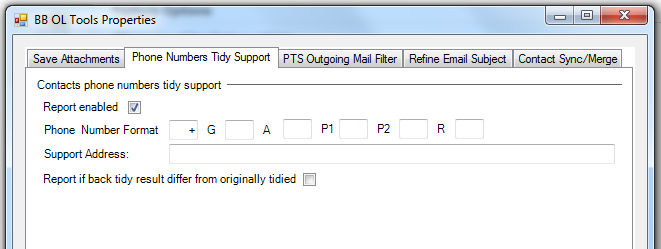 BB OL Tools Properties
Save Attachments Phone Numbers Tidy Support PTS Outgoing Mail Filter Refine Email Subject Contact Sync/Merge
Contacts phone numbers tidy support
Report enabled
Phone Number Format + G A P1 P2 R
Support Address:
Report if back tidy result differ from originally tidied